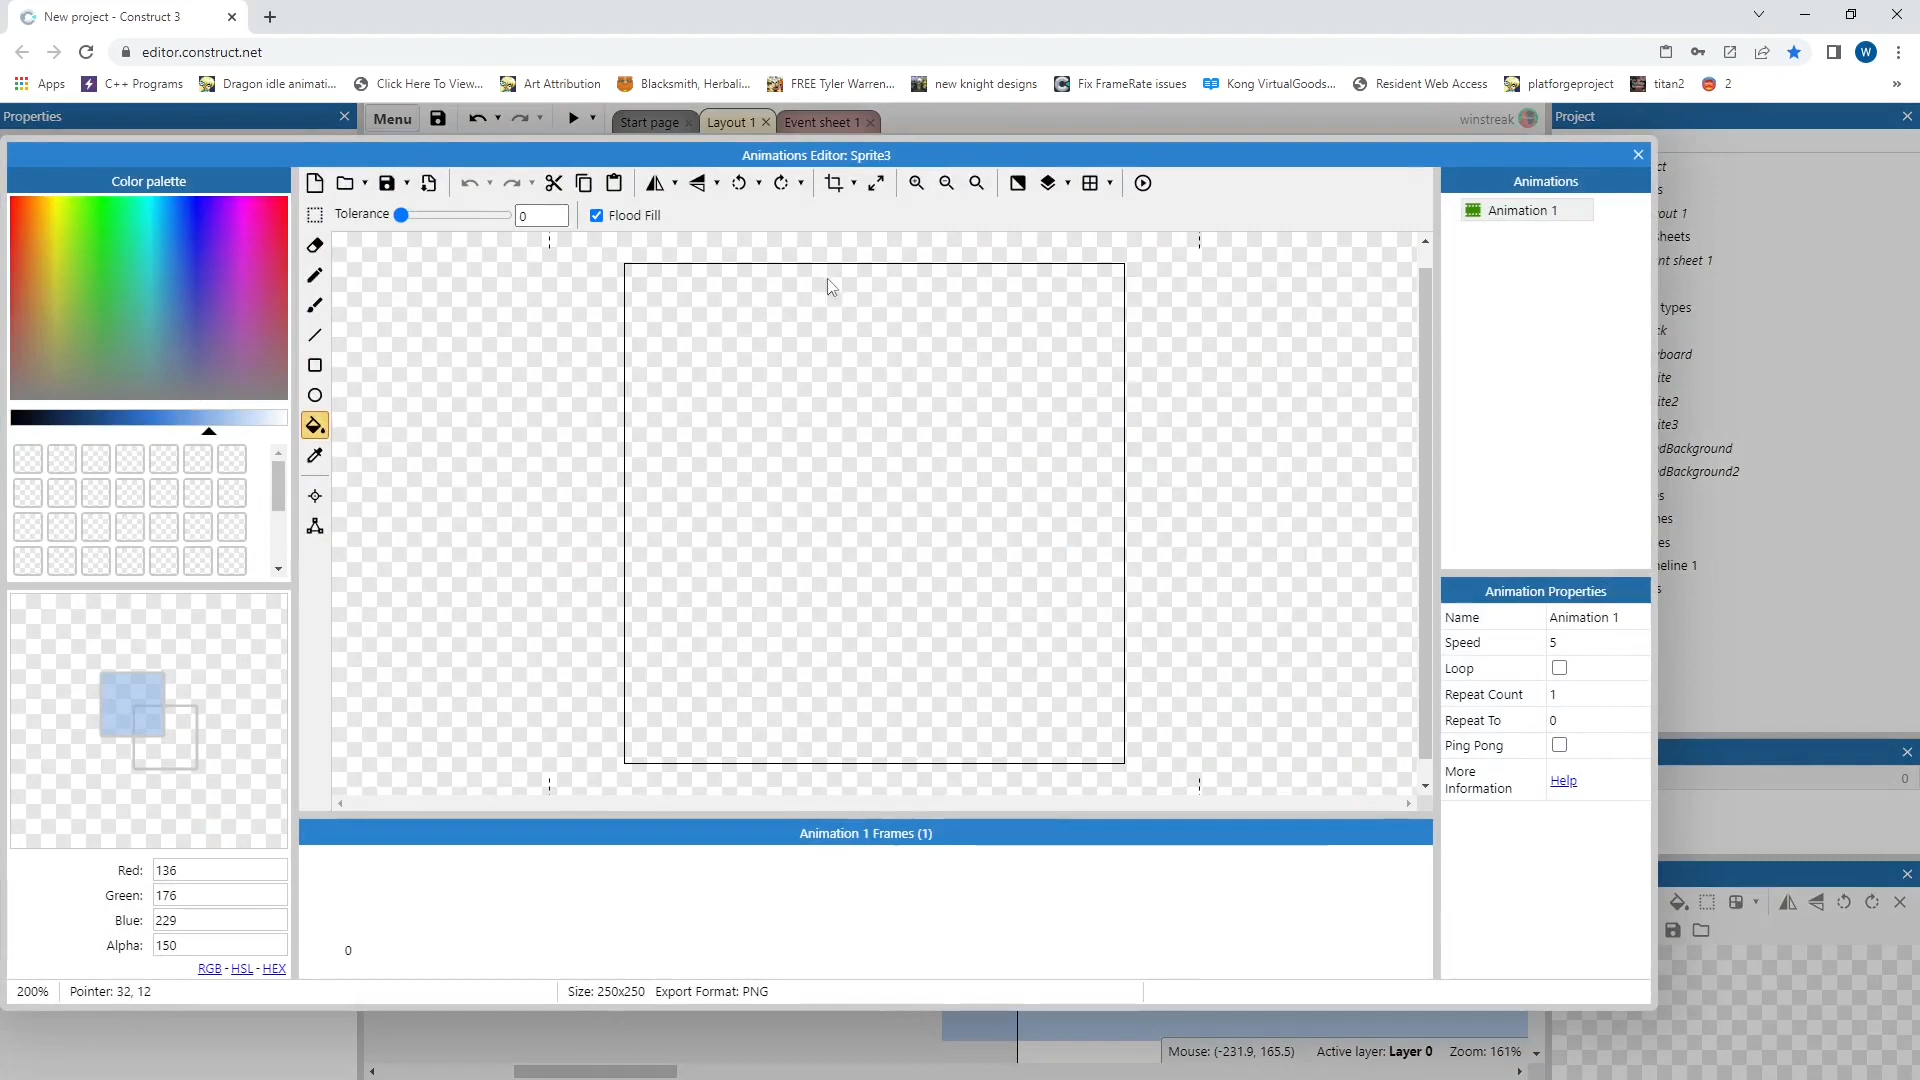 New project - Construct 3
editor.construct.net
W
Apps
C++ Programs
Dragon idle animati...
Click Here To View...
Art Attribution
Blacksmith, Herbali...
FREE Tyler Warren...
new knight designs
Fix FrameRate issues
Kong VirtualGoods...
Resident Web Access
platforgeproject
titan2
2
»
Properties
Menu
Start page
Layout 1
Event sheet 1
winstreak
Project
Animations Editor: Sprite3
Color palette
Animations
Tolerance
0
Flood Fill
Animation 1
ct
s
out 1
heets
nt sheet 1
types
ck
board
ite
ite2
ite3
dBackground
dBackground2
s
nes
es
eline 1
s
Animation Properties
Name
Animation 1
Speed
5
Loop
Repeat Count
1
Repeat To
0
Ping Pong
More
Information
Help
0
Animation 1 Frames (1)
0
Red:
136
Green:
176
Blue:
229
Alpha:
150
RGB - HSL - HEX
200%
Pointer: 32, 12
Size: 250x250
Export Format: PNG
Mouse: (-231.9, 165.5)
Active layer: Layer 0
Zoom: 161%